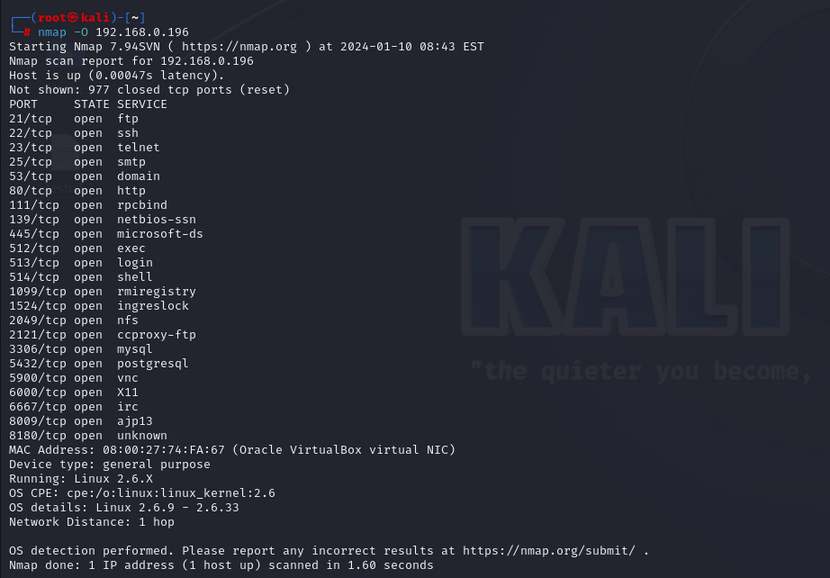 ┌──(root㉿kali)-[~]
└─# nmap -O 192.168.0.196
Starting Nmap 7.94SVN ( https://nmap.org ) at 2024-01-10 08:43 EST
Nmap scan report for 192.168.0.196
Host is up (0.00047s latency).
Not shown: 977 closed tcp ports (reset)
PORT     STATE SERVICE
21/tcp   open  ftp
22/tcp   open  ssh
23/tcp   open  telnet
25/tcp   open  smtp
53/tcp   open  domain
80/tcp   open  http
111/tcp  open  rpcbind
139/tcp  open  netbios-ssn
445/tcp  open  microsoft-ds
512/tcp  open  exec
513/tcp  open  login
514/tcp  open  shell
1099/tcp open  rmiregistry
1524/tcp open  ingreslock
2049/tcp open  nfs
2121/tcp open  ccproxy-ftp
3306/tcp open  mysql
5432/tcp open  postgresql
5900/tcp open  vnc
6000/tcp open  X11
6667/tcp open  irc
8009/tcp open  ajp13
8180/tcp open  unknown
MAC Address: 08:00:27:74:FA:67 (Oracle VirtualBox virtual NIC)
Device type: general purpose
Running: Linux 2.6.X
OS CPE: cpe:/o:linux:linux_kernel:2.6
OS details: Linux 2.6.9 - 2.6.33
Network Distance: 1 hop
OS detection performed. Please report any incorrect results at https://nmap.org/submit/ .
Nmap done: 1 IP address (1 host up) scanned in 1.60 seconds
KALI
"the quieter you become,